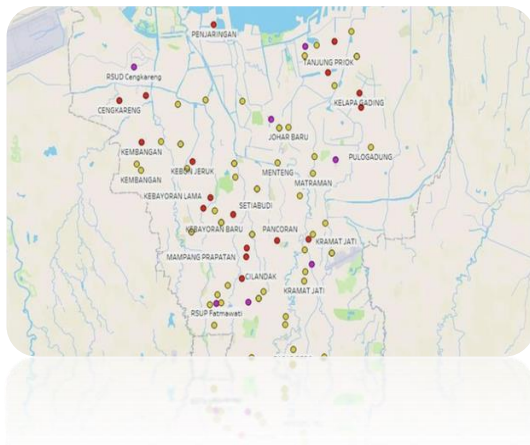 PENJARINGAN
TANJUNG PRIOK
RSUD Cengkareng
CENGKARENG
KELAPA GADING
JOHAR BARU
KEMBANGAN
PULOGADUNG
KEBON JERUK
MENTENG
KEMBANGAN
MATRAMAN
KEBAYORAN LAMA
SETIABUDI
KEBAYORAN BARU
PANCORAN
KRAMAT JATI
MAMPANG PRAPATAN
CILANDAK
KRAMAT JATI
RSUP Fatmawati